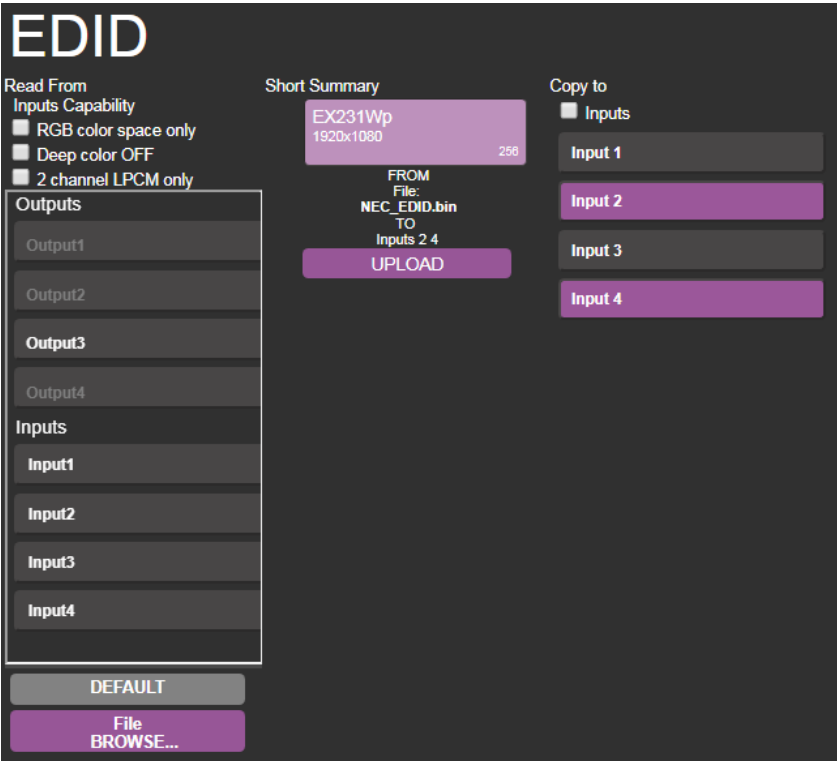 EDID
Read From
Inputs Capability
RGB color space only
Deep color OFF
2 channel LPCM only
Outputs
Output1
Output2
Output3
Output4
Inputs
Input1
Input2
Input3
Input4
DEFAULT
File
BROWSE...
Short Summary
EX231Wp
1920x1080
256
FROM
File:
NEC_EDID.bin
TO
Inputs 2 4
UPLOAD
Copy to
Inputs
Input 1
Input 2
Input 3
Input 4